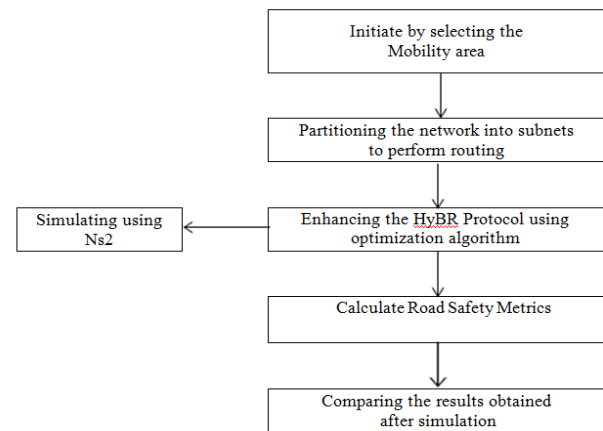 Initiate by selecting the
Mobility area
Partitioning the network into subnets
to perform routing
Simulating using
Ns2
Enhancing the HyBR Protocol using
optimization algorithm
Calculate Road Safety Metrics
Comparing the results obtained
after simulation